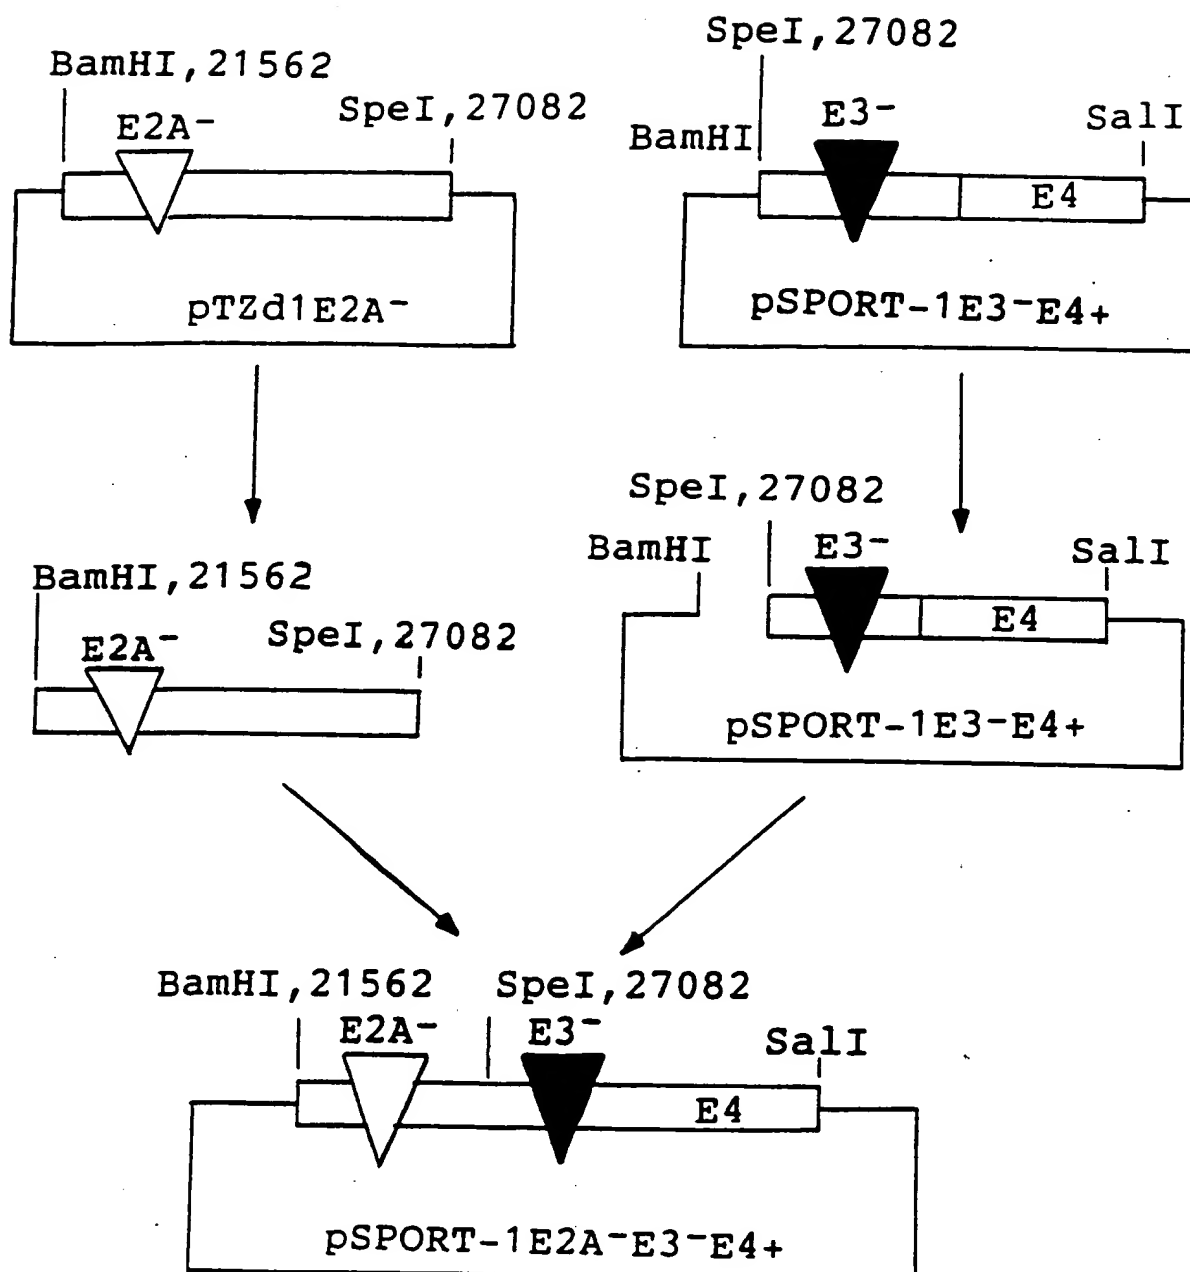 SpeI,27082
BamHI,21562
SpeI,27082
E2A-
E3-
SalI
BamHI
E4
pTZd1E2A-
pSPORT-1E3-E4+
SpeI,27082
BamHI
E3-
SalI
BamHI,21562
SpeI,27082
E2A-
E4
pSPORT-1E3-E4+
BamHI,21562
SpeI,27082
E2A-
E3-
SalI
E4
pSPORT-1E2A-E3-E4+